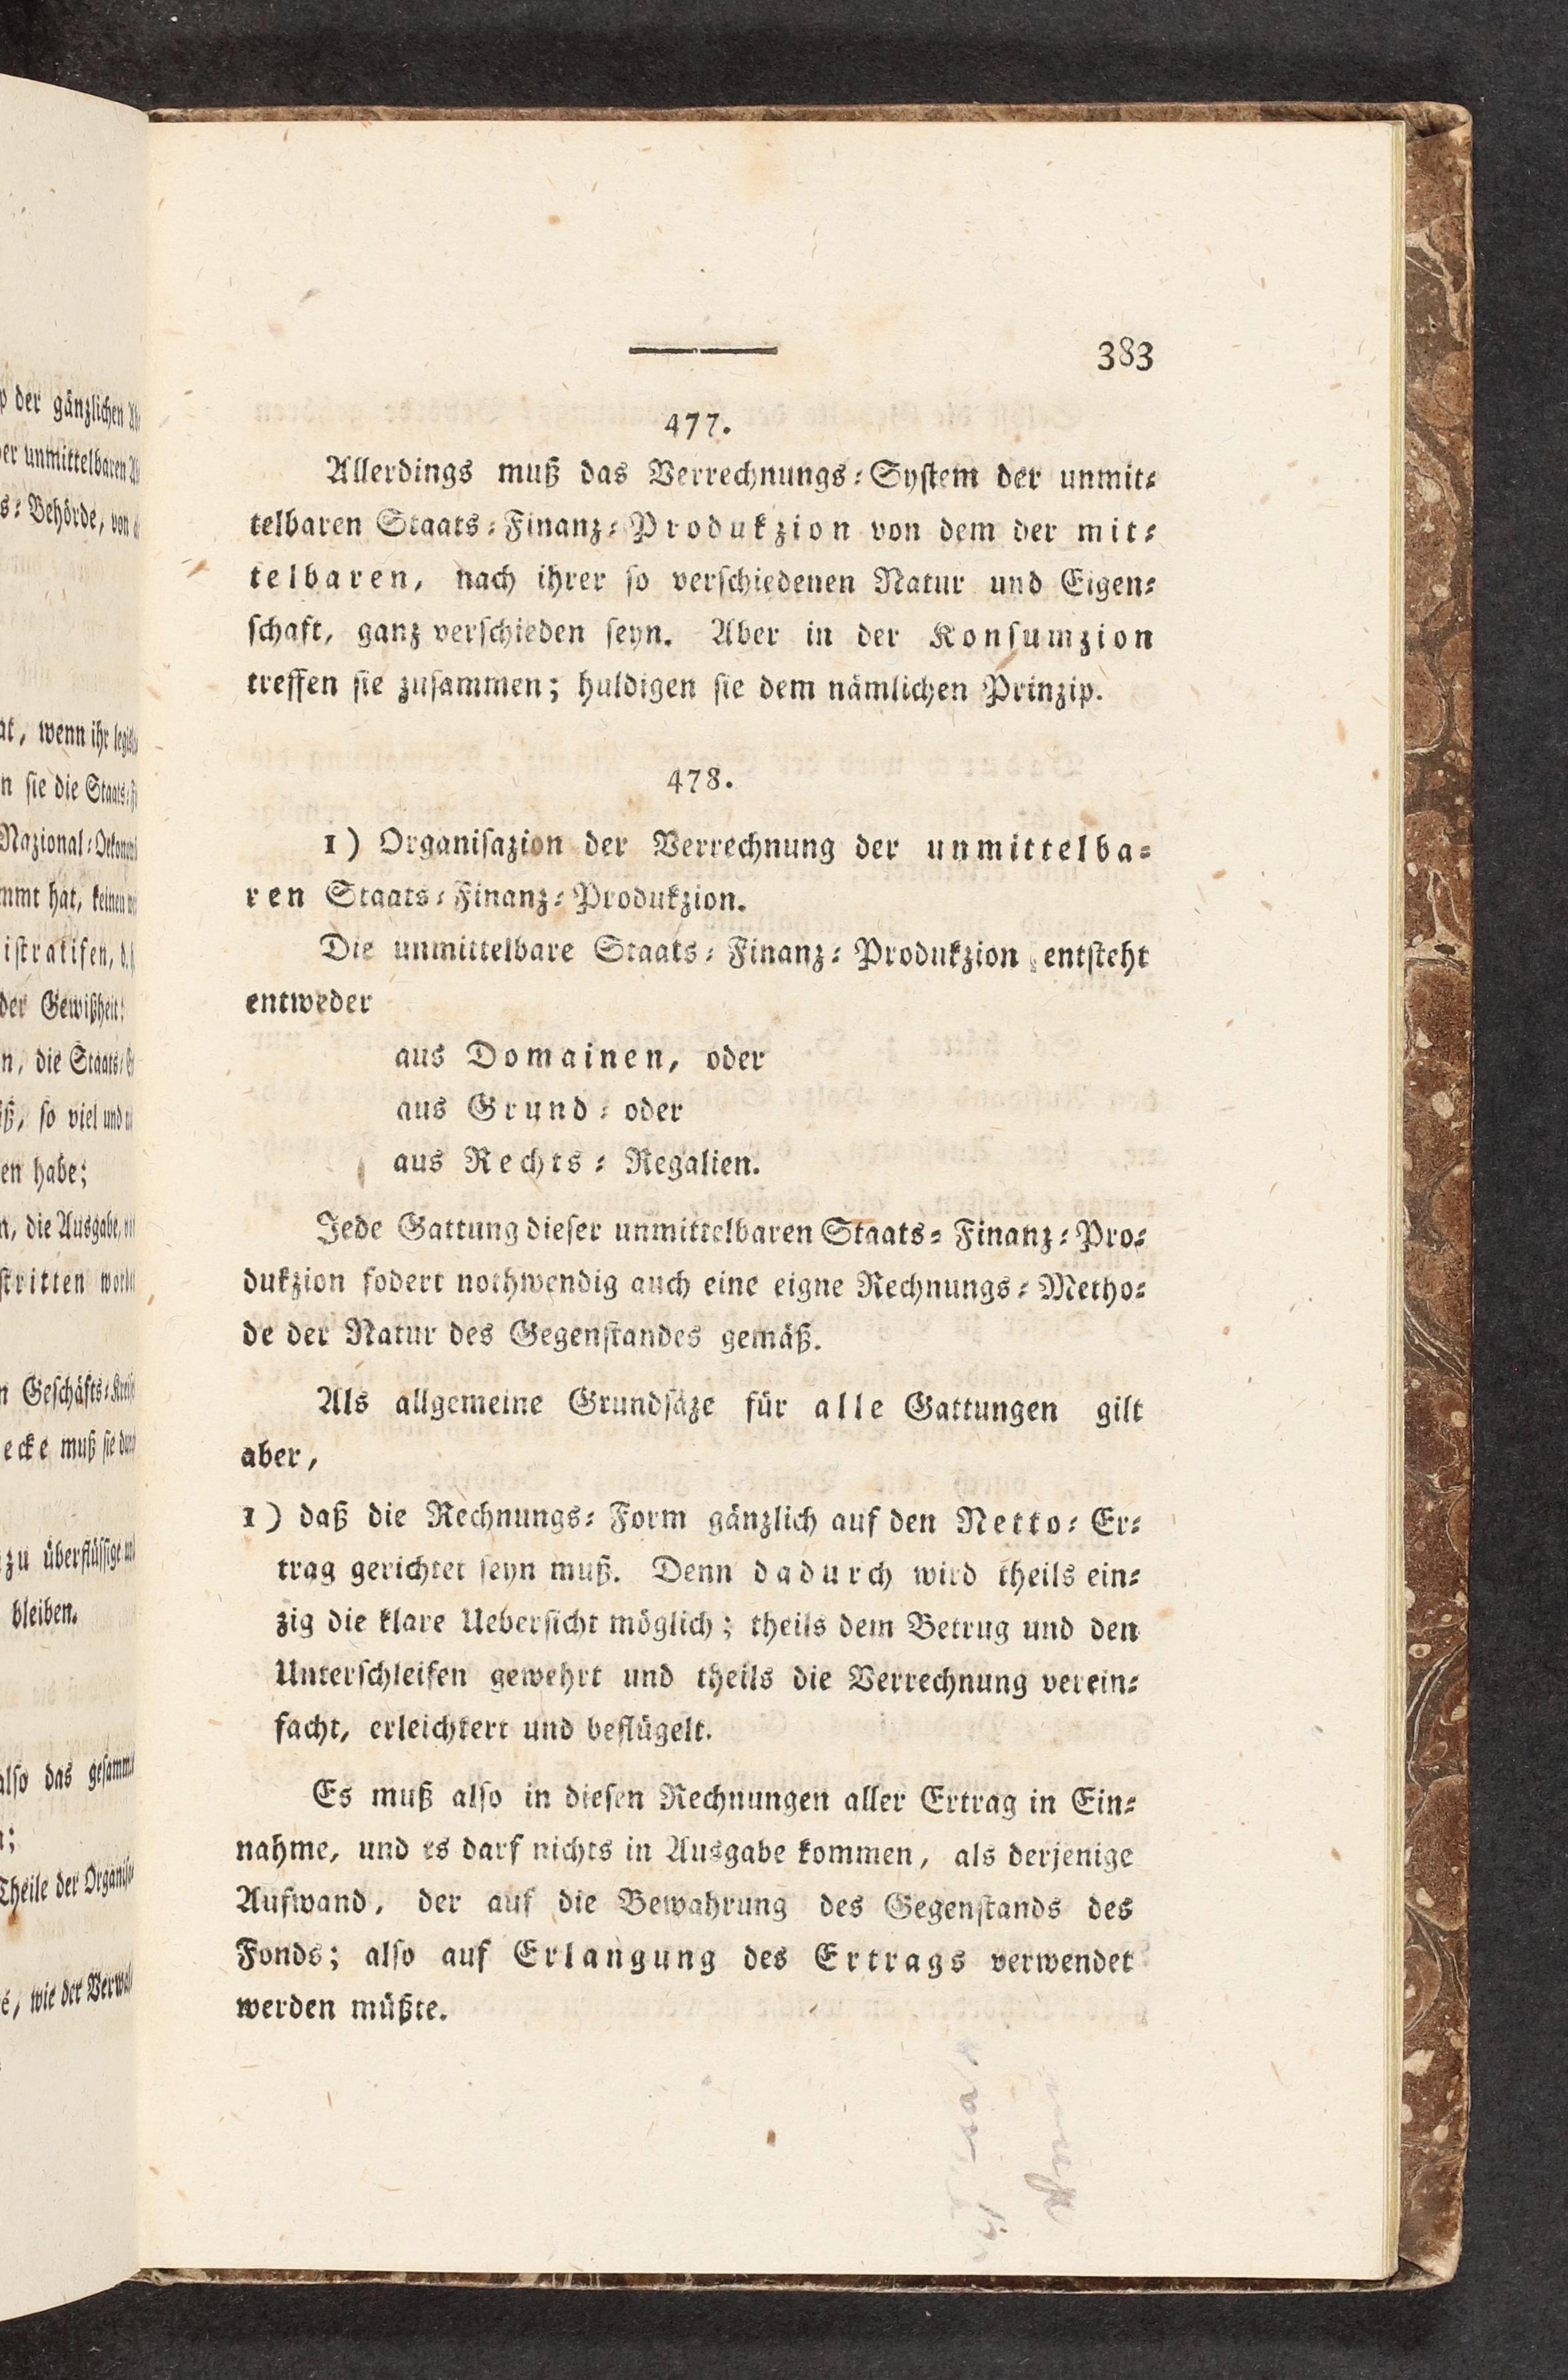 383
477.
Allerdings muß das Verrechnungs-System der unmit-
telbaren Staats-Finanz-Produkzion von dem der mit-
telbaren, nach ihrer so verschiedenen Natur und Eigen-
schaft, ganz verschieden seyn. Aber in der Konsumzion
treffen sie zusammen; huldigen sie dem nämlichen Prinzip.
478.
1) Organisazion der Verrechnung der unmittelba-
ren Staats-Finanz-Produkzion.
Die unmittelbare Staats-Finanz-Produkzion entsteht
entweder
aus Domainen, oder
aus Grund- oder
aus Rechts-Regalien.
Jede Gattung dieser unmittelbaren Staats-Finanz-Pro-
dukzion fodert nothwendig auch eine eigne Rechnungs-Metho-
de der Natur des Gegenstandes gemäß.
Als allgemeine Grundsäze für alle Gattungen gilt
aber,
1) daß die Rechnungs-Form gänzlich auf den Netto-Er-
trag gerichtet seyn muß. Denn dadurch wird theils ein-
zig die klare Uebersicht möglich; theils dem Betrug und den
Unterschleifen gewehrt und theils die Verrechnung verein-
facht, erleichtert und beflügelt.
Es muß also in diesen Rechnungen aller Ertrag in Ein-
nahme, und es darf nichts in Ausgabe kommen, als derjenige
Aufwand, der auf die Bewahrung des Gegenstands des
Fonds; also auf Erlangung des Ertrags verwendet
werden müßte.